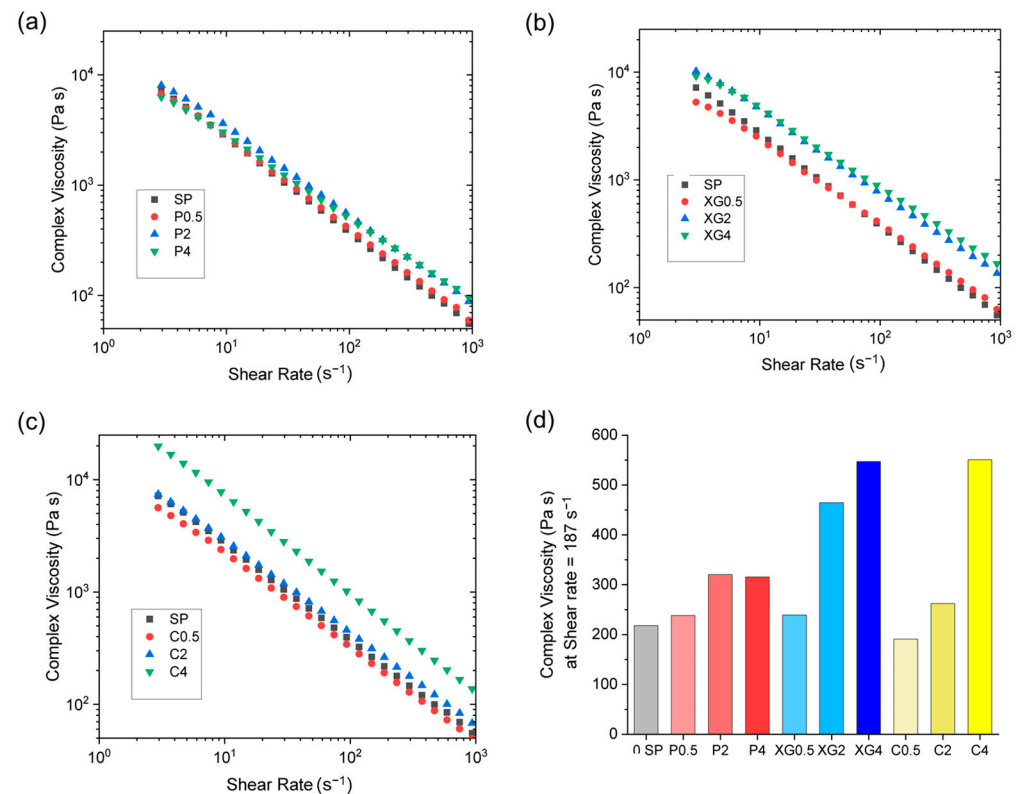 (a)
Complex Viscosity (Pa s)
10⁴
10³
10²
SP
P0.5
P2
P4
10⁰ 10¹ 10² 10³
Shear Rate (s⁻¹)
(b)
Complex Viscosity (Pa s)
10⁴
10³
10²
SP
XG0.5
XG2
XG4
10⁰ 10¹ 10² 10³
Shear Rate (s⁻¹)
(c)
Complex Viscosity (Pa s)
10⁴
10³
10²
SP
C0.5
C2
C4
10⁰ 10¹ 10² 10³
Shear Rate (s⁻¹)
(d)
Complex Viscosity (Pa s)
at Shear rate = 187 s⁻¹
600
500
400
300
200
100
0
SP P0.5 P2 P4 XG0.5 XG2 XG4 C0.5 C2 C4